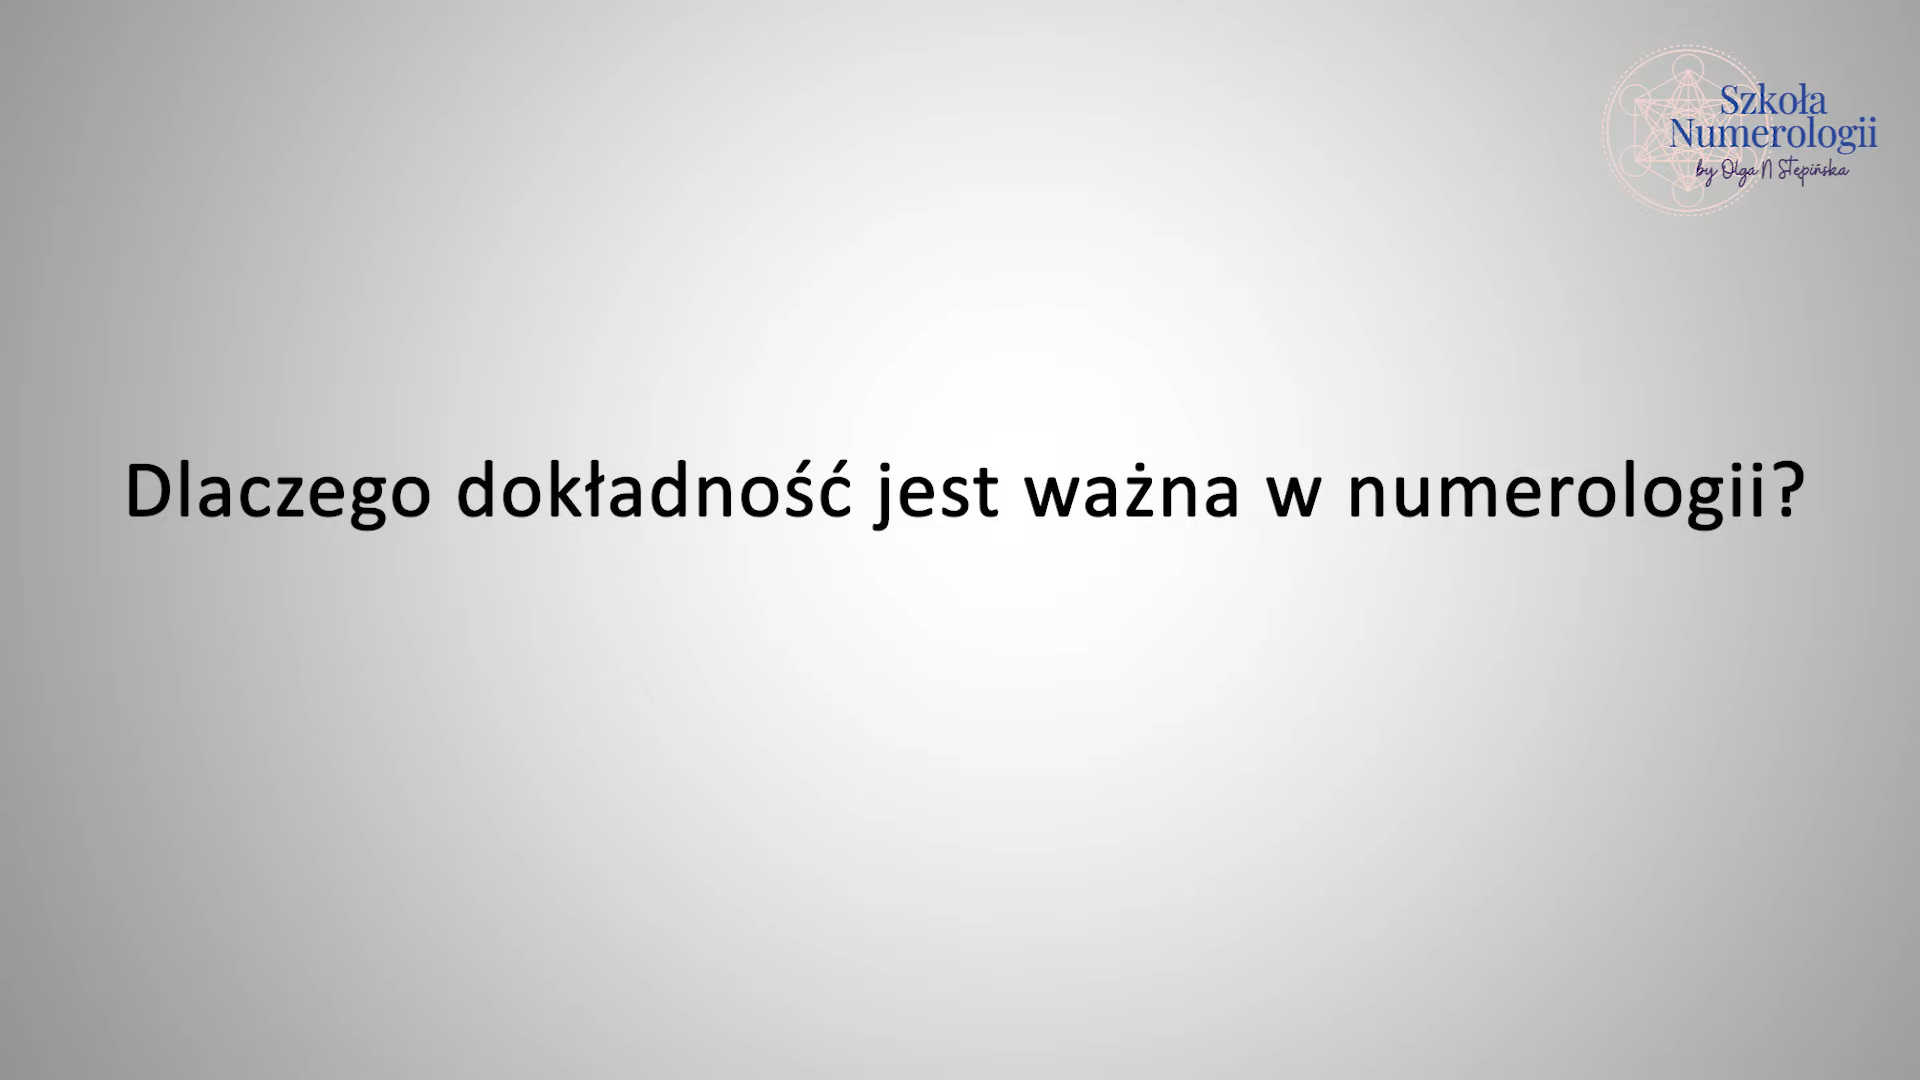 Szkoła
Numerologii
by Olga N Stępińska
Dlaczego dokładność jest ważna w numerologii?